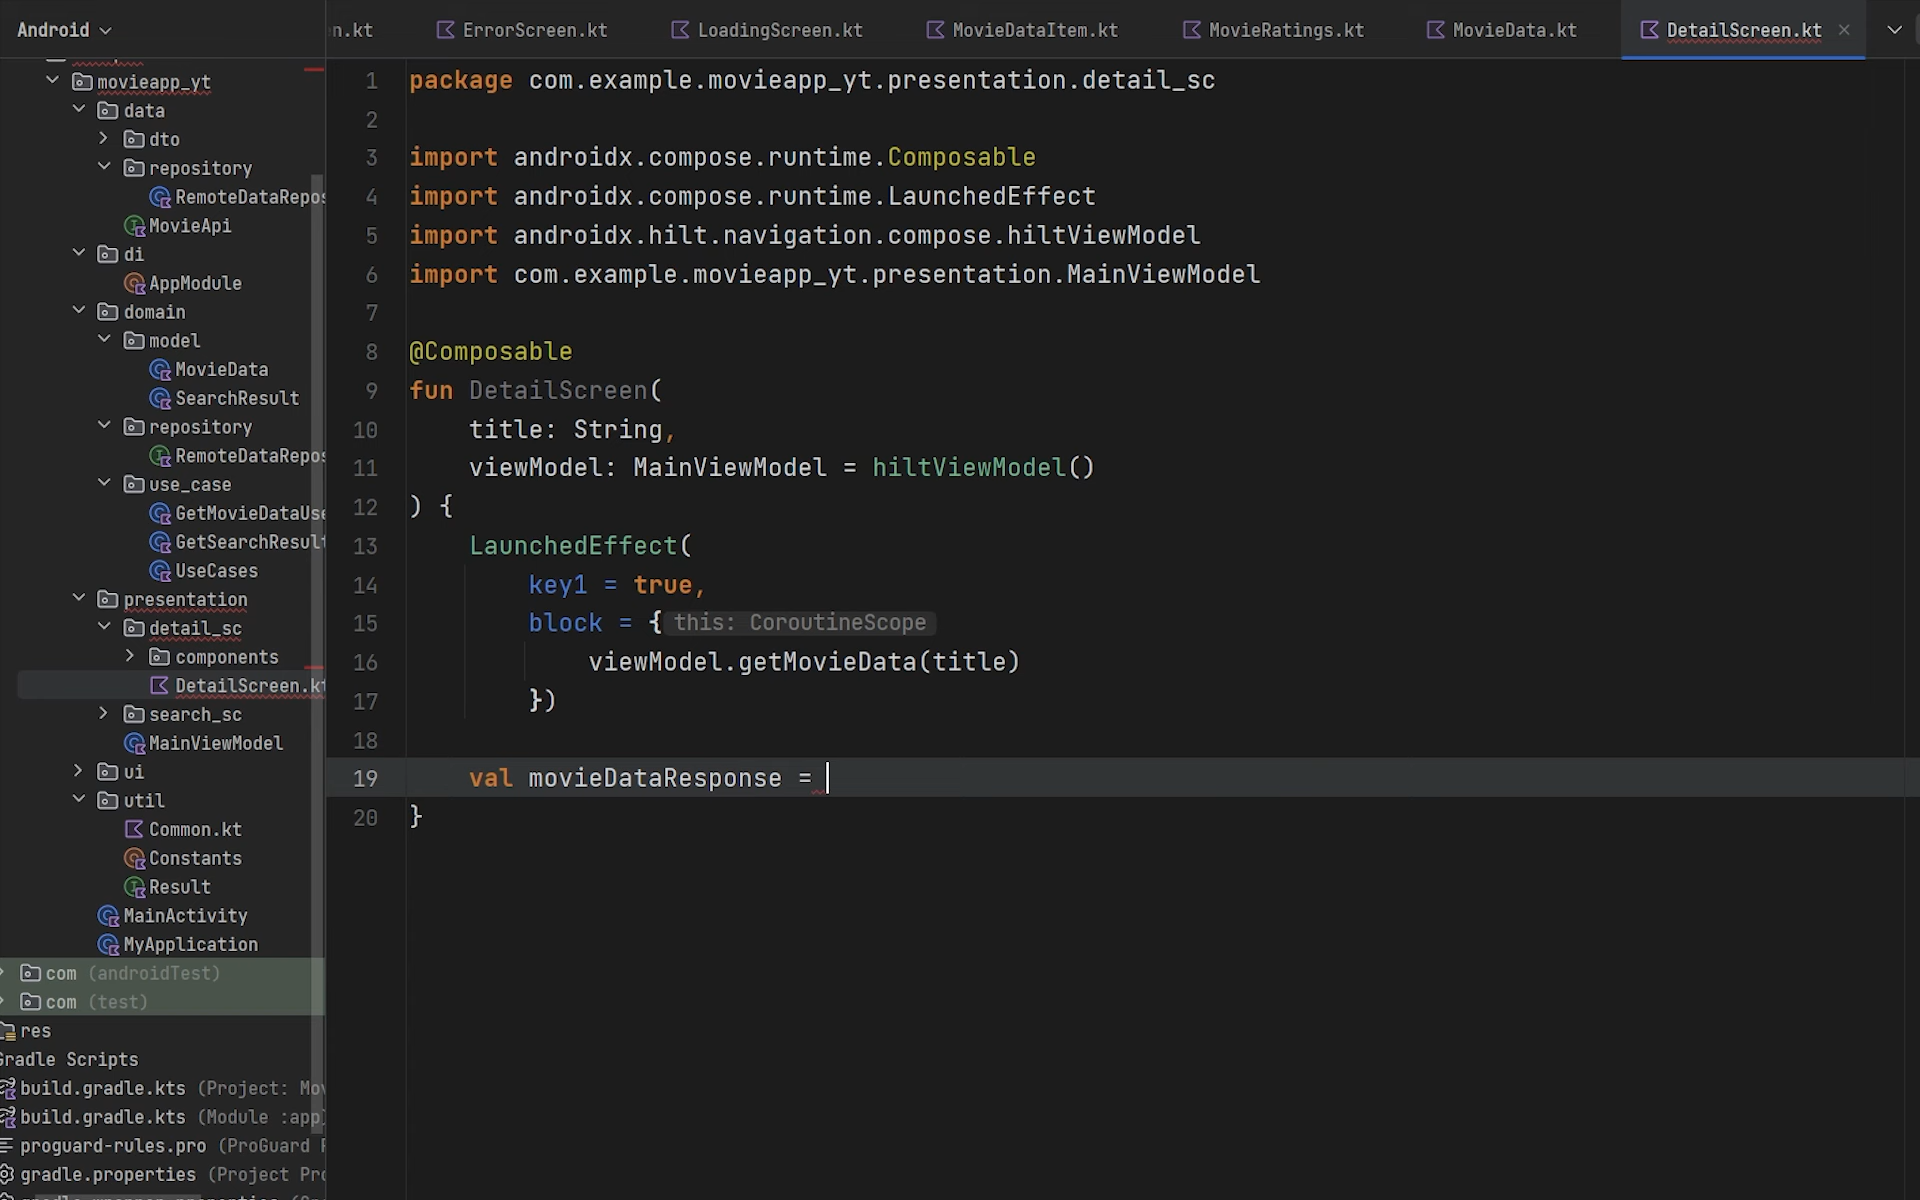 Android
n.kt
ErrorScreen.kt
LoadingScreen.kt
MovieDataItem.kt
MovieRatings.kt
MovieData.kt
DetailScreen.kt
movieapp_yt
data
dto
repository
RemoteDataRepos
MovieApi
di
AppModule
domain
model
MovieData
SearchResult
repository
RemoteDataRepos
use_case
GetMovieDataUse
GetSearchResult
UseCases
presentation
detail_sc
components
DetailScreen.kt
search_sc
MainViewModel
ui
util
Common.kt
Constants
Result
MainActivity
MyApplication
com (androidTest)
com (test)
res
Gradle Scripts
build.gradle.kts (Project: Mov
build.gradle.kts (Module :app)
proguard-rules.pro (ProGuard R
gradle.properties (Project Pro
1 package com.example.movieapp_yt.presentation.detail_sc
2
3 import androidx.compose.runtime.Composable
4 import androidx.compose.runtime.LaunchedEffect
5 import androidx.hilt.navigation.compose.hiltViewModel
6 import com.example.movieapp_yt.presentation.MainViewModel
7
8 @Composable
9 fun DetailScreen(
10 title: String,
11 viewModel: MainViewModel = hiltViewModel()
12 ) {
13 LaunchedEffect(
14 key1 = true,
15 block = { this: CoroutineScope
16 viewModel.getMovieData(title)
17 })
18
19 val movieDataResponse =
20 }